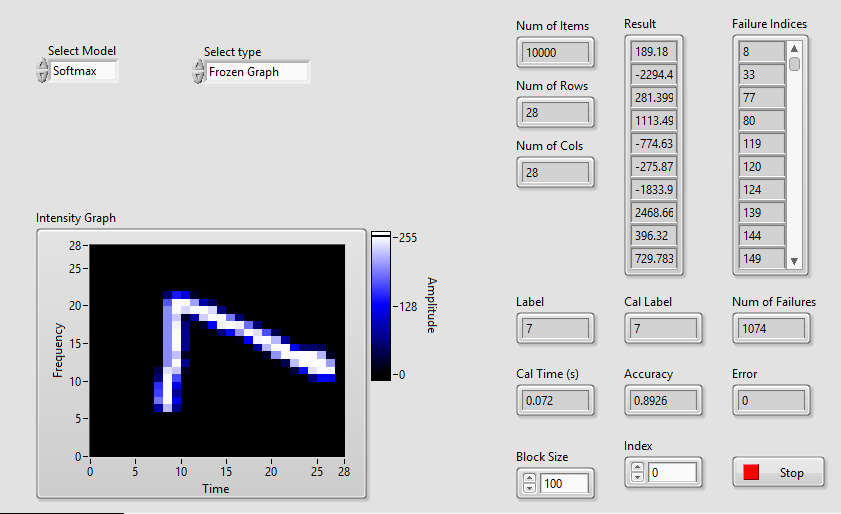 Select Model
Softmax
Select type
Frozen Graph
Num of Items
10000
Num of Rows
28
Num of Cols
28
Result
189.18
-2294.4
281.399
1113.49
-774.63
-275.87
-1833.9
2468.66
396.32
729.783
Failure Indices
8
33
77
80
119
120
124
139
144
149
Intensity Graph
28
25
20
15
10
5
0
Frequency
0 5 10 15 20 25 28
Time
255
128
0
Amplitude
Label
7
Cal Label
7
Num of Failures
1074
Cal Time (s)
0.072
Accuracy
0.8926
Error
0
Block Size
100
Index
0
Stop